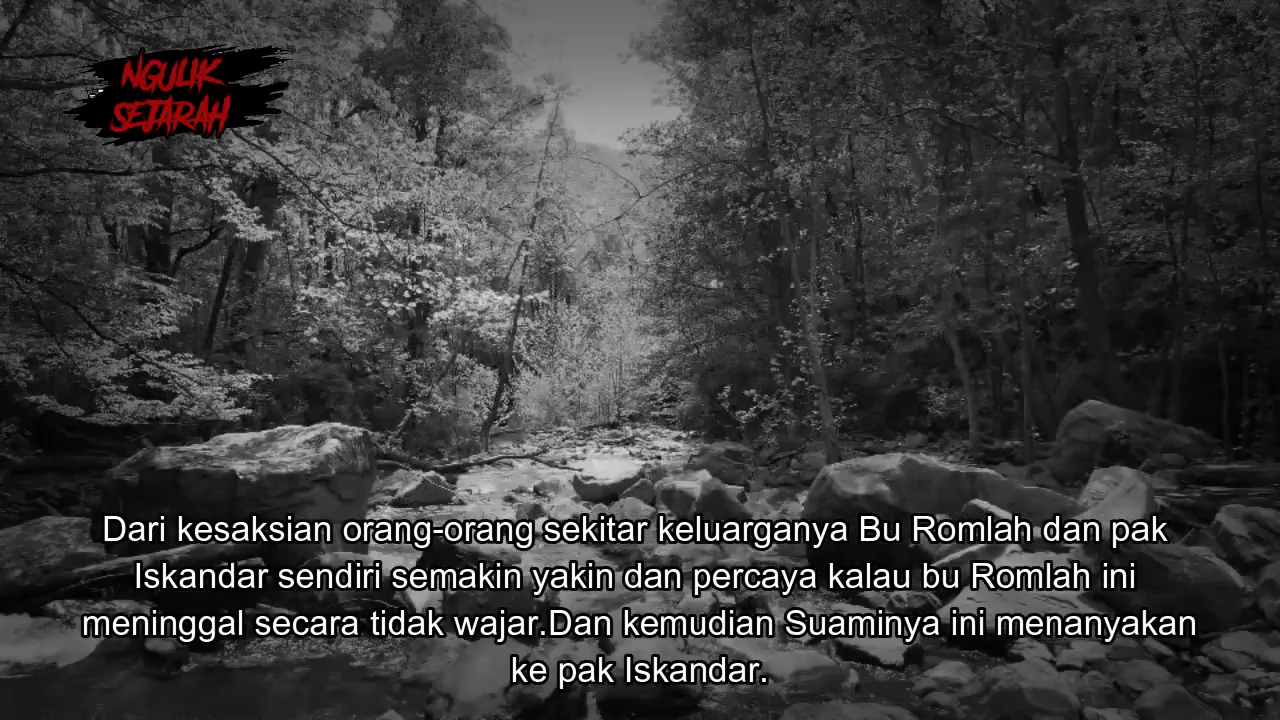 NGULIK
SEJARAH
Dari kesaksian orang-orang sekitar keluarganya Bu Romlah dan pak
Iskandar sendiri semakin yakin dan percaya kalau bu Romlah ini
meninggal secara tidak wajar.Dan kemudian Suaminya ini menanyakan
ke pak Iskandar.